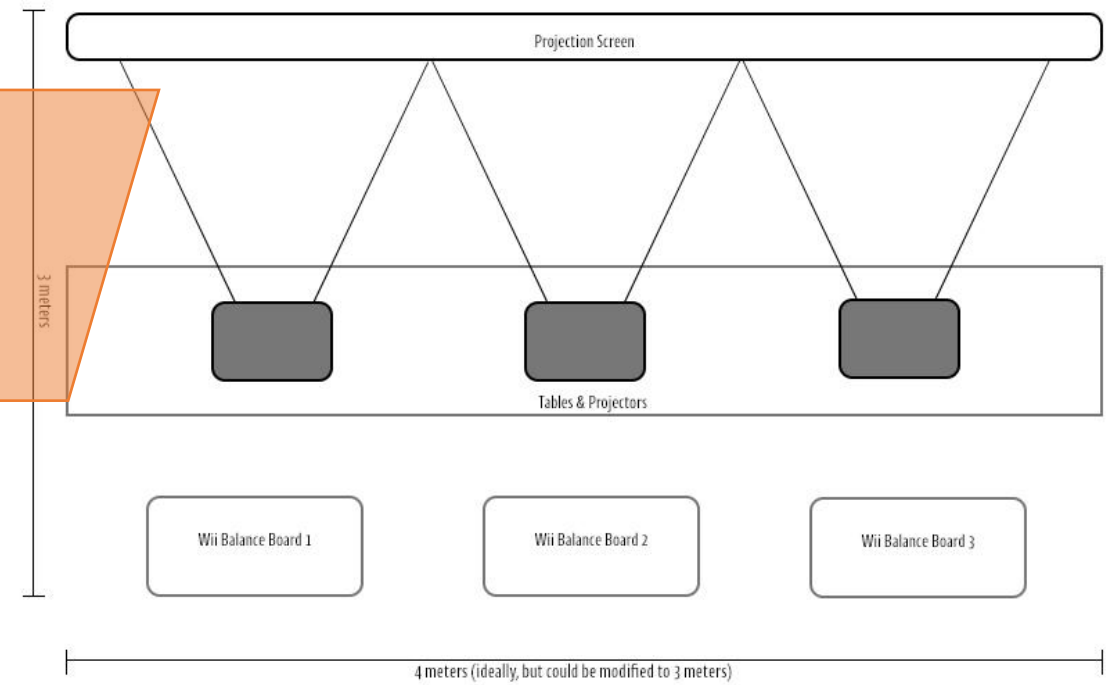 Projection Screen
3 meters
Tables & Projectors
Wii Balance Board 1
Wii Balance Board 2
Wii Balance Board 3
4 meters (ideally, but could be modified to 3 meters)